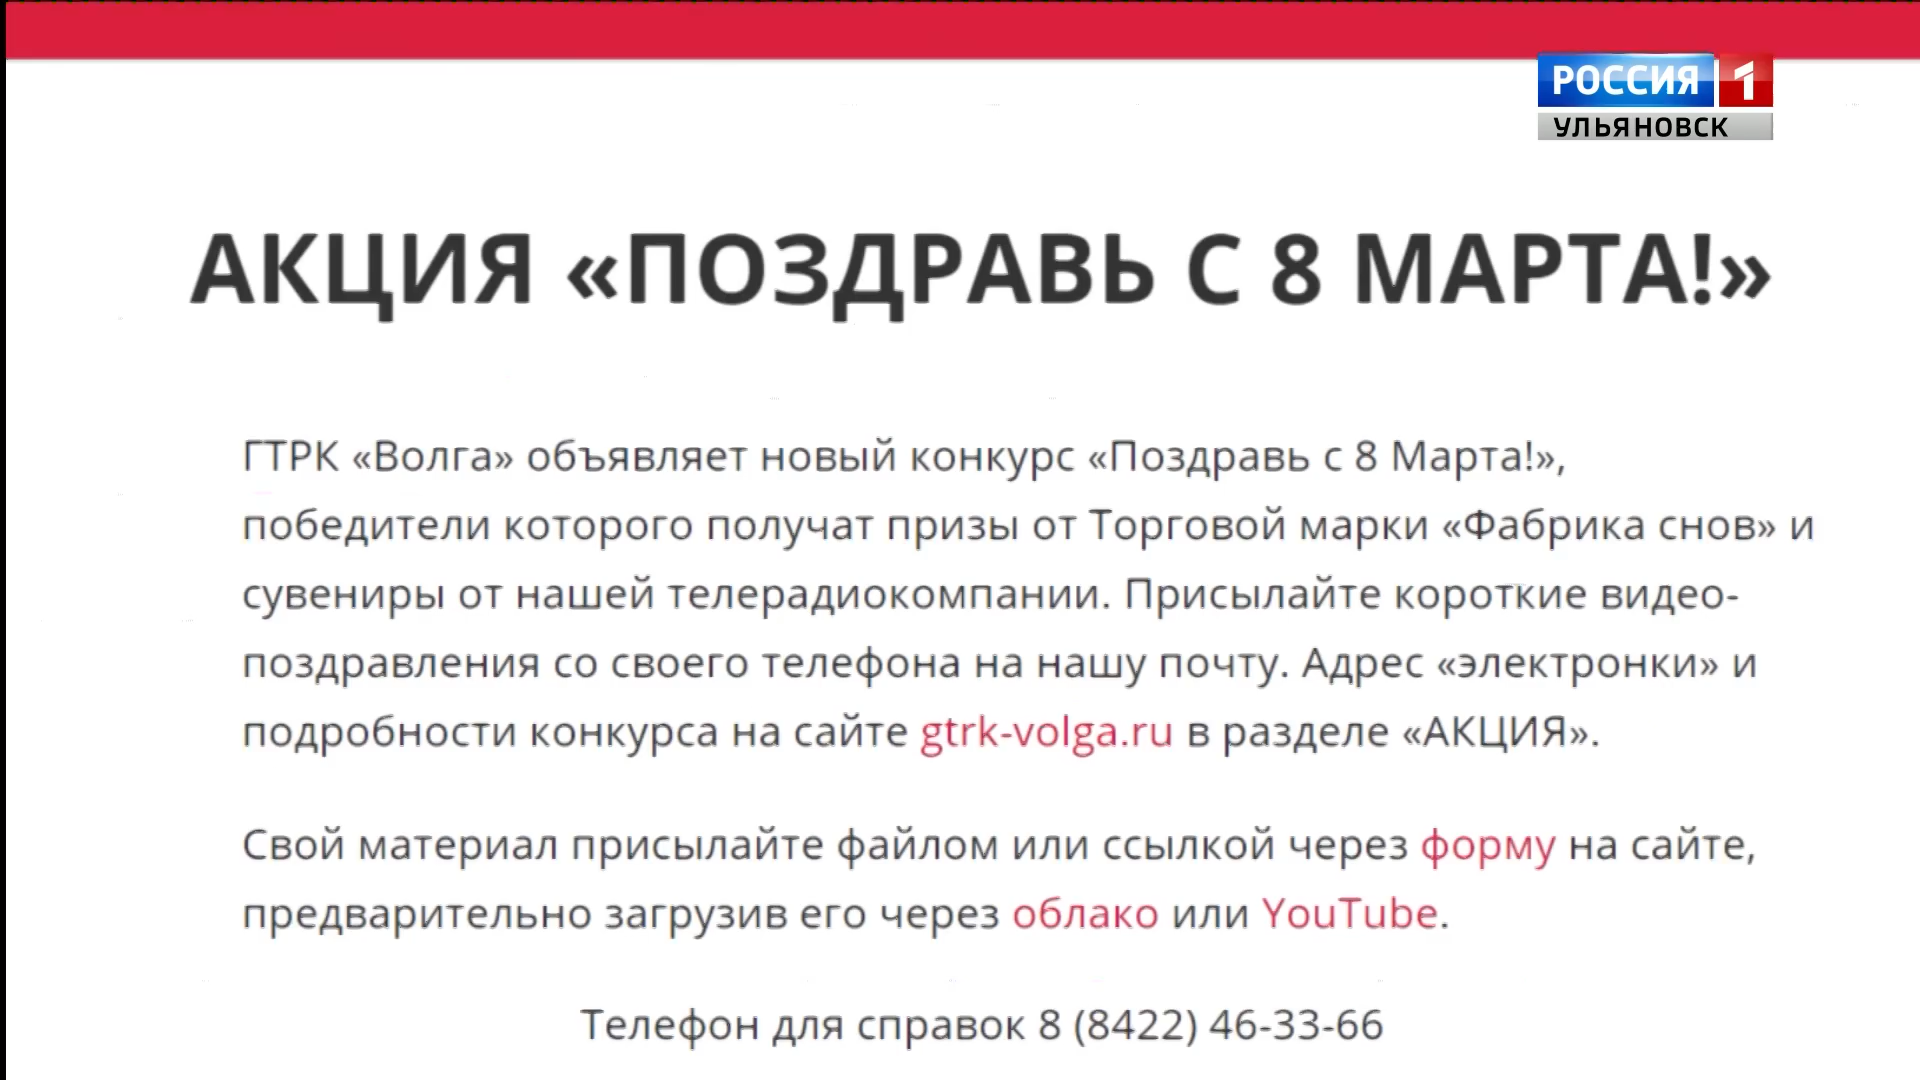 РОССИЯ 1
УЛЬЯНОВСК
АКЦИЯ «ПОЗДРАВЬ С 8 МАРТА!»
ГТРК «Волга» объявляет новый конкурс «Поздравь с 8 Марта!»,
победители которого получат призы от Торговой марки «Фабрика снов» и
сувениры от нашей телерадиокомпании. Присылайте короткие видео-
поздравления со своего телефона на нашу почту. Адрес «электронки» и
подробности конкурса на сайте gtrk-volga.ru в разделе «АКЦИЯ».
Свой материал присылайте файлом или ссылкой через форму на сайте,
предварительно загрузив его через облако или YouTube.
Телефон для справок 8 (8422) 46-33-66